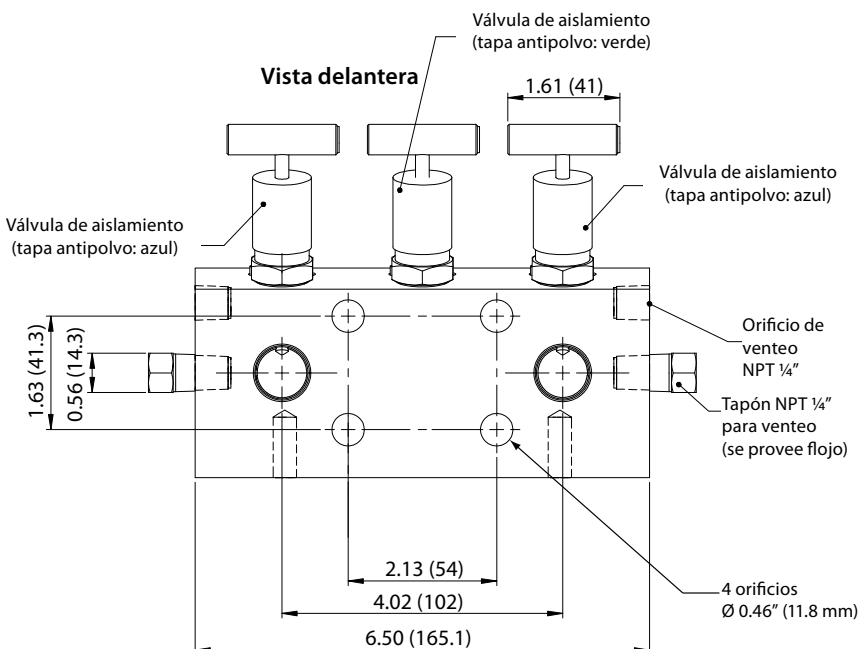 Válvula de aislamiento
(tapa antipolvo: verde)
Vista delantera
1.61 (41)
Válvula de aislamiento
(tapa antipolvo: azul)
Válvula de aislamiento
(tapa antipolvo: azul)
1.63 (41.3)
0.56 (14.3)
Orificio de
venteo
NPT ¼"
Tapón NPT ¼"
para venteo
(se provee flojo)
2.13 (54)
4.02 (102)
6.50 (165.1)
4 orificios
Ø 0.46" (11.8 mm)